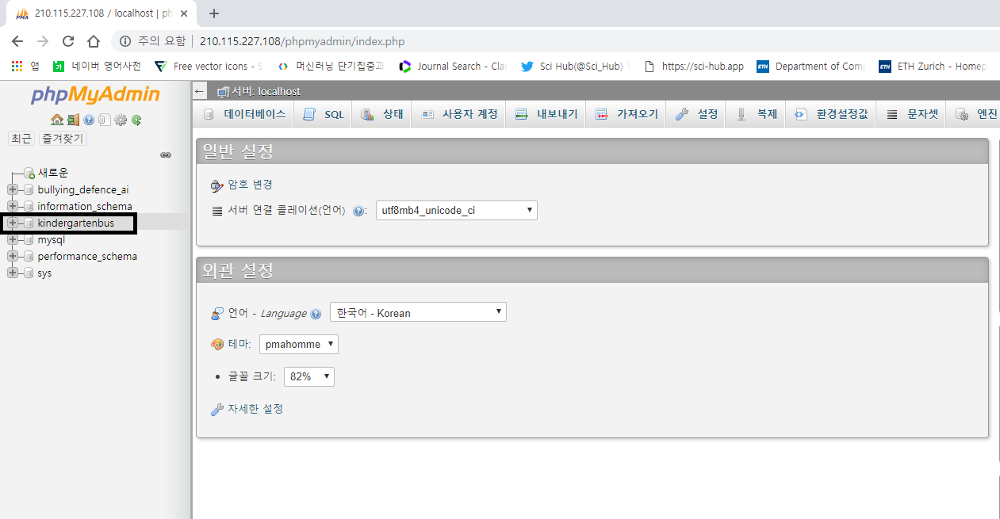 210.115.227.108 / localhost | ph
주의 요함 | 210.115.227.108/phpmyadmin/index.php
앱 네이버 영어사전 Free vector icons - S 머신러닝 단기집중과 Journal Search - Cla Sci Hub(@Sci_Hub) https://sci-hub.app Department of Com ETH Zurich - Homep
phpMyAdmin
최근 즐겨찾기
새로운
bullying_defence_ai
information_schema
kindergartenbus
mysql
performance_schema
sys
서버: localhost
데이터베이스 SQL 상태 사용자 계정 내보내기 가져오기 설정 복제 환경설정값 문자셋 엔진
일반 설정
암호 변경
서버 연결 콜레이션(언어) : utf8mb4_unicode_ci
외관 설정
언어 - Language 한국어 - Korean
테마: pmahomme
글꼴 크기: 82%
자세한 설정